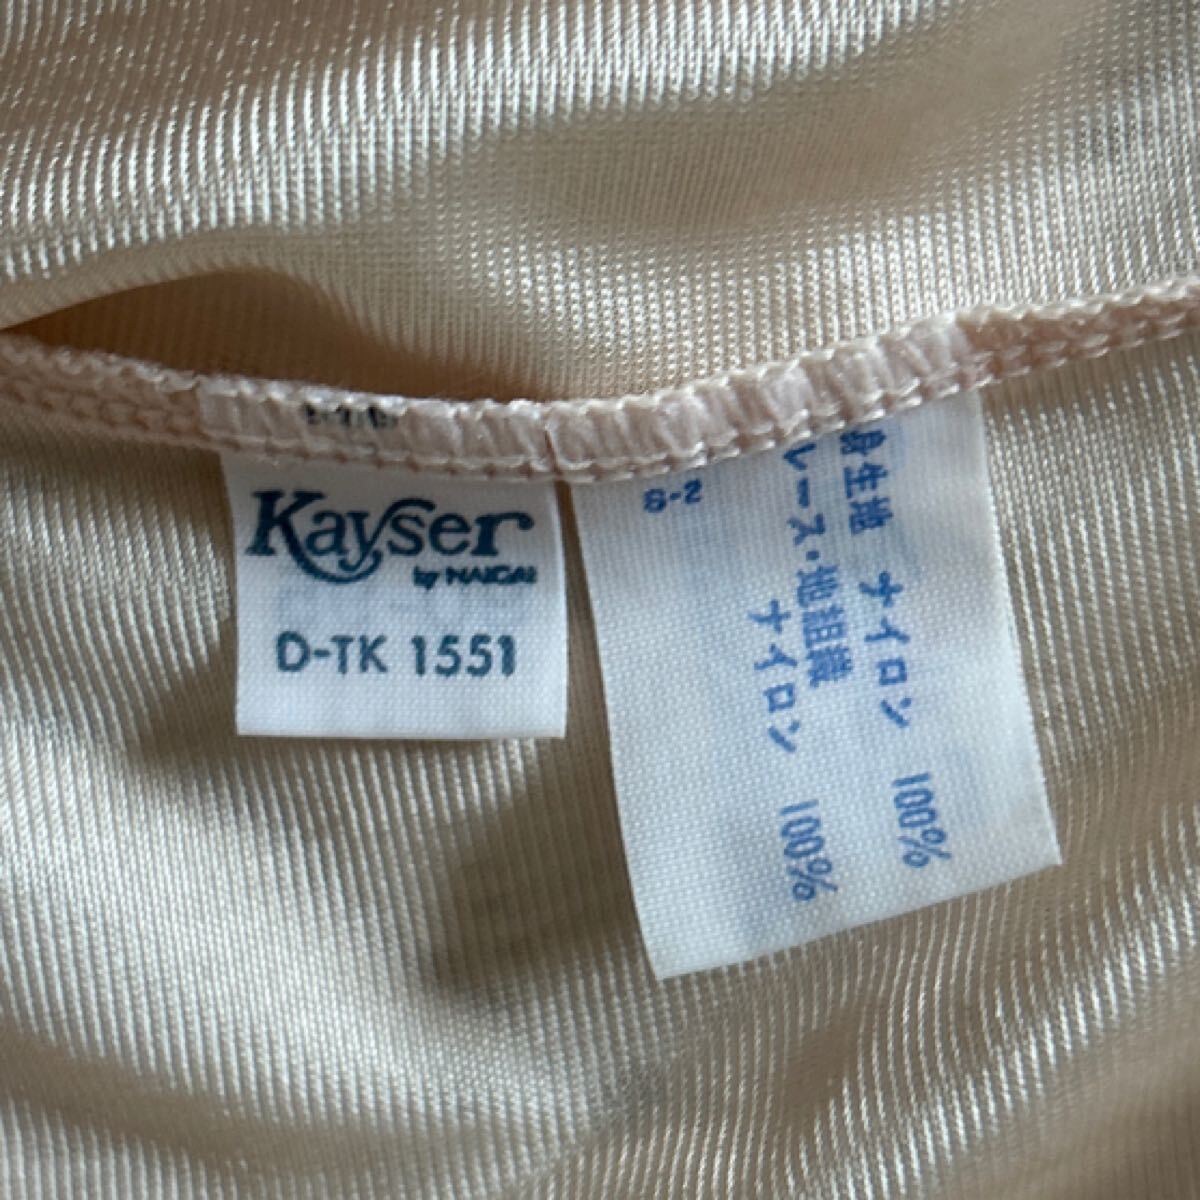 Kayser
by NAIGAI
D-TK 1551
S-2
身生地 ナイロン 100%
レース・地組織
ナイロン 100%